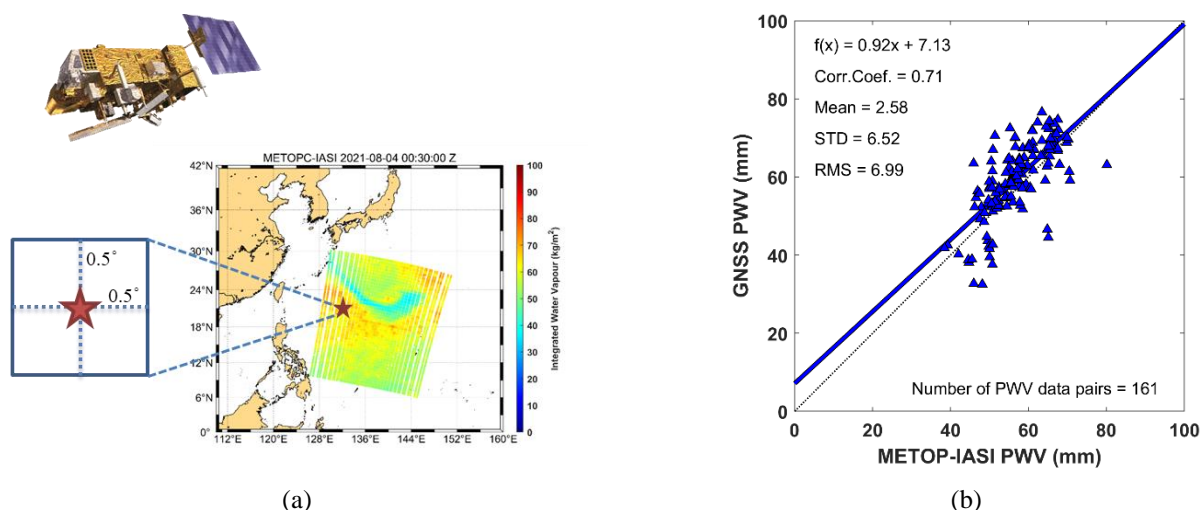 METOPC-IASI 2021-08-04 00:30:00 Z
42°N
36°N
30°N
24°N
18°N
12°N
6°N
0°
112°E 120°E 128°E 136°E 144°E 152°E 160°E
100
90
80
70
60
50
40
30
20
10
0
Integrated Water Vapour (kg/m²)
0.5°
0.5°
(a)
f(x) = 0.92x + 7.13
Corr.Coef. = 0.71
Mean = 2.58
STD = 6.52
RMS = 6.99
Number of PWV data pairs = 161
100
80
60
40
20
0
GNSS PWV (mm)
0 20 40 60 80 100
METOP-IASI PWV (mm)
(b)